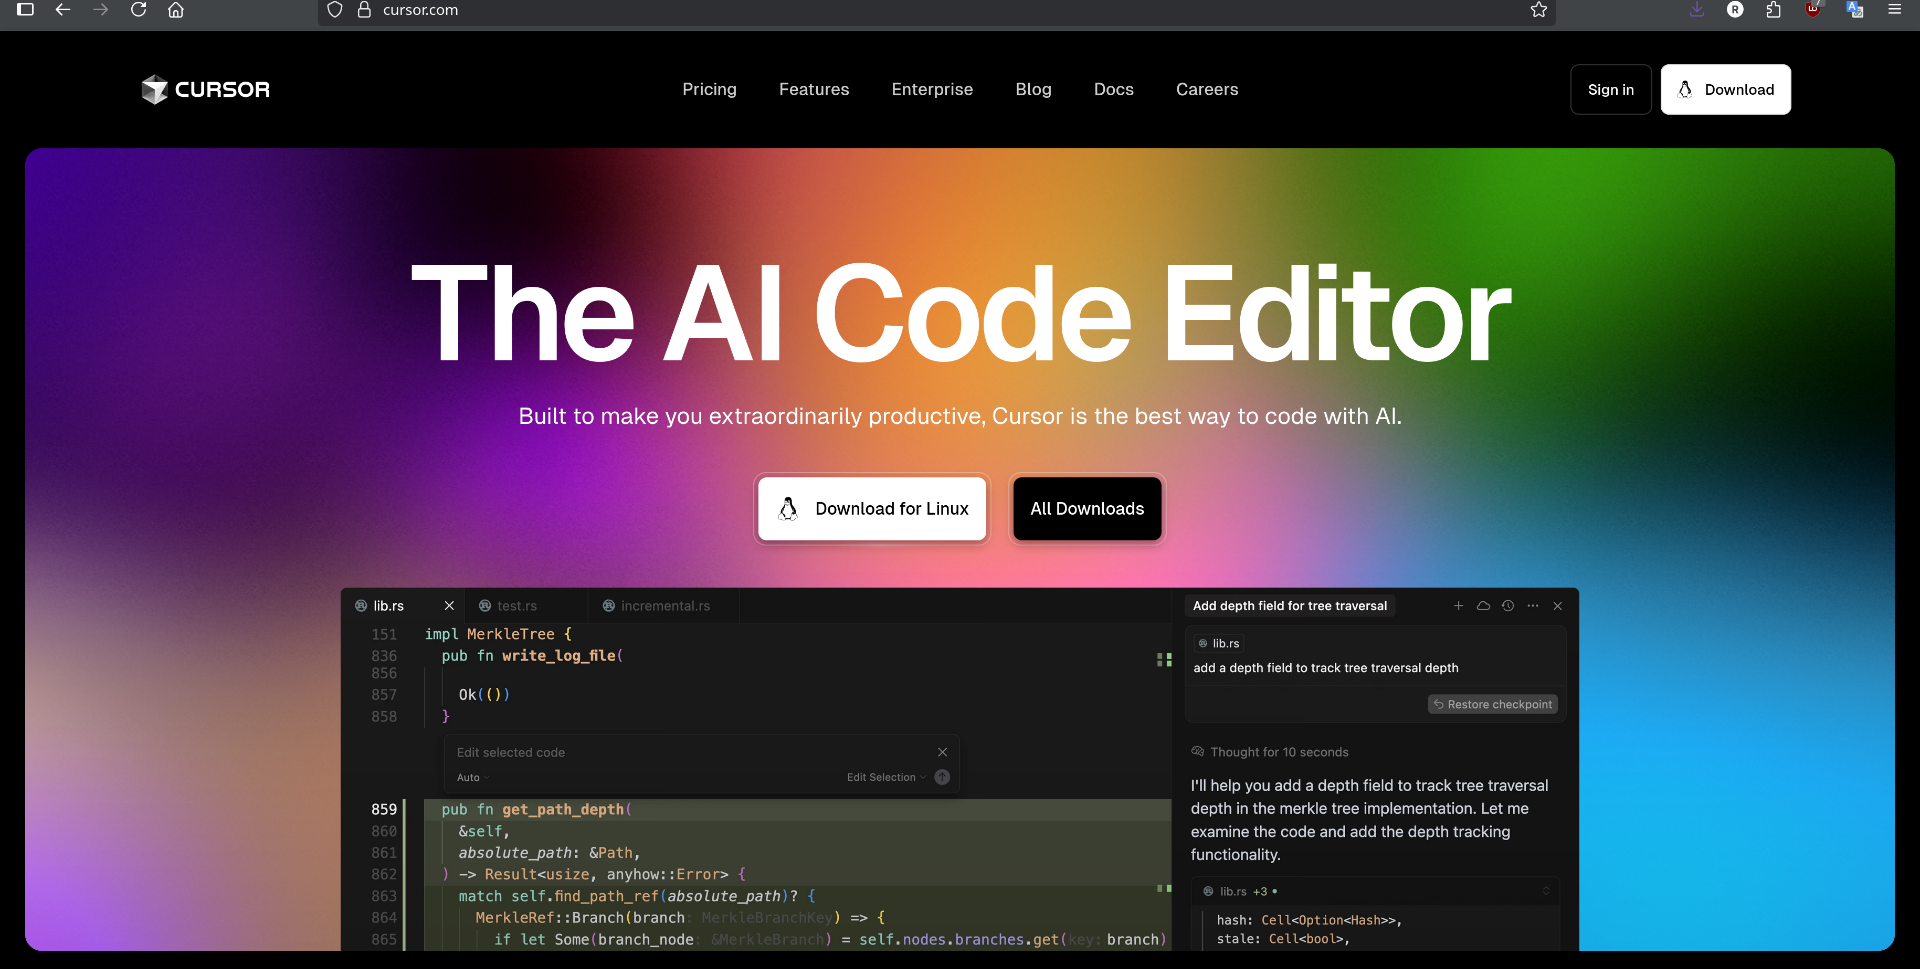 cursor.com
CURSOR
Pricing
Features
Enterprise
Blog
Docs
Careers
Sign in
Download
The AI Code Editor
Built to make you extraordinarily productive, Cursor is the best way to code with AI.
Download for Linux
All Downloads
lib.rs
test.rs
incremental.rs
151 impl MerkleTree {
836 pub fn write_log_file(
856
857 Ok(())
858 }
Edit selected code
Auto
Edit Selection
859 pub fn get_path_depth(
860 &self,
861 absolute_path: &Path,
862 ) -> Result<usize, anyhow::Error> {
863 match self.find_path_ref(absolute_path)? {
864 MerkleRef::Branch(branch: MerkleBranchKey) => {
865 if let Some(branch_node: &MerkleBranch) = self.nodes.branches.get(key: branch)
Add depth field for tree traversal
lib.rs
add a depth field to track tree traversal depth
Restore checkpoint
Thought for 10 seconds
I'll help you add a depth field to track tree traversal
depth in the merkle tree implementation. Let me
examine the code and add the depth tracking
functionality.
lib.rs +3
hash: Cell<Option<Hash>>,
stale: Cell<bool>,